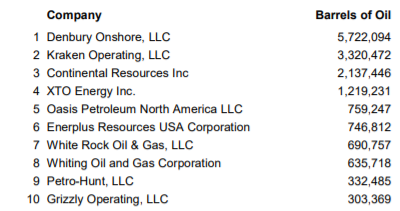 Company Barrels of Oil
1 Denbury Onshore, LLC 5,722,094
2 Kraken Operating, LLC 3,320,472
3 Continental Resources Inc 2,137,446
4 XTO Energy Inc. 1,219,231
5 Oasis Petroleum North America LLC 759,247
6 Enerplus Resources USA Corporation 746,812
7 White Rock Oil & Gas, LLC 690,757
8 Whiting Oil and Gas Corporation 635,718
9 Petro-Hunt, LLC 332,485
10 Grizzly Operating, LLC 303,369